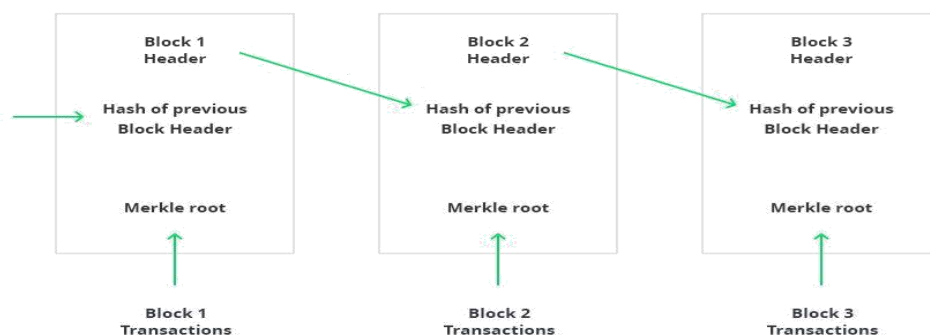 Block 1
Header
Hash of previous
Block Header
Merkle root
Block 1
Transactions
Block 2
Header
Hash of previous
Block Header
Merkle root
Block 2
Transactions
Block 3
Header
Hash of previous
Block Header
Merkle root
Block 3
Transactions